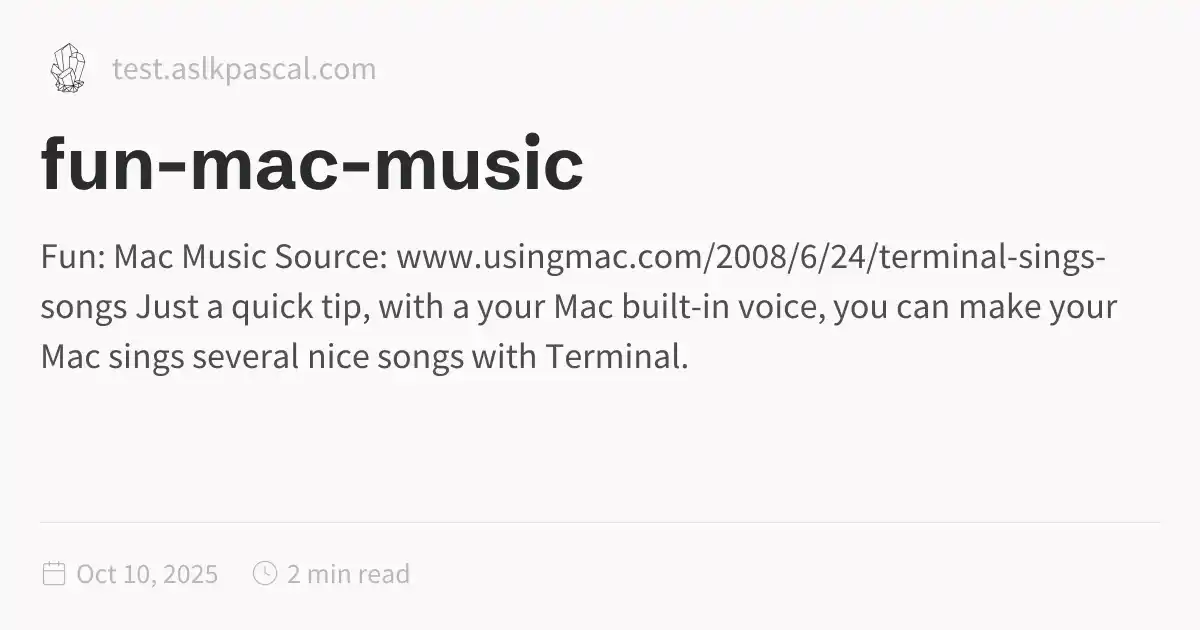 test.aslkpascal.com
fun-mac-music
Fun: Mac Music Source: www.usingmac.com/2008/6/24/terminal-sings-
songs Just a quick tip, with a your Mac built-in voice, you can make your
Mac sings several nice songs with Terminal.
Oct 10, 2025 2 min read